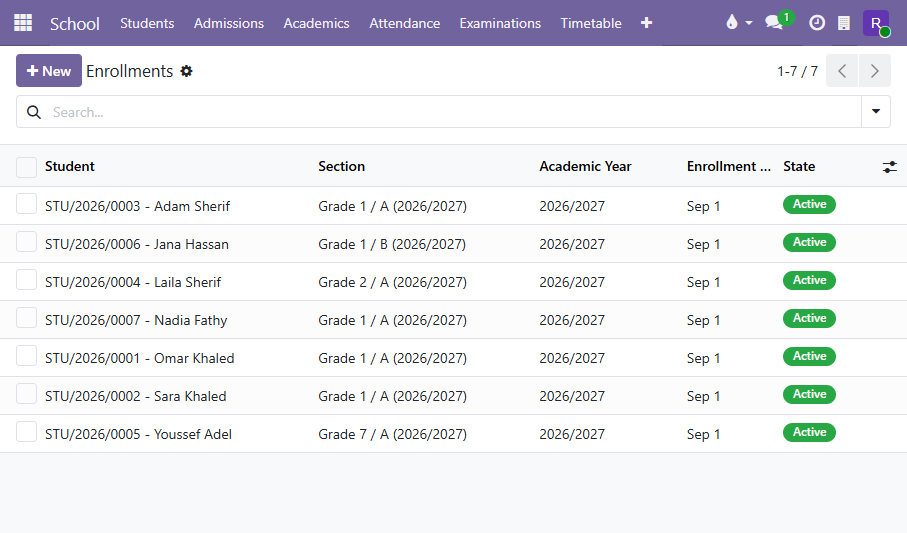 School Students Admissions Academics Attendance Examinations Timetable 1 R
New Enrollments 1-7 / 7
Search...
Student Section Academic Year Enrollment ... State
STU/2026/0003 - Adam Sherif Grade 1 / A (2026/2027) 2026/2027 Sep 1 Active
STU/2026/0006 - Jana Hassan Grade 1 / B (2026/2027) 2026/2027 Sep 1 Active
STU/2026/0004 - Laila Sherif Grade 2 / A (2026/2027) 2026/2027 Sep 1 Active
STU/2026/0007 - Nadia Fathy Grade 1 / A (2026/2027) 2026/2027 Sep 1 Active
STU/2026/0001 - Omar Khaled Grade 1 / A (2026/2027) 2026/2027 Sep 1 Active
STU/2026/0002 - Sara Khaled Grade 1 / A (2026/2027) 2026/2027 Sep 1 Active
STU/2026/0005 - Youssef Adel Grade 7 / A (2026/2027) 2026/2027 Sep 1 Active